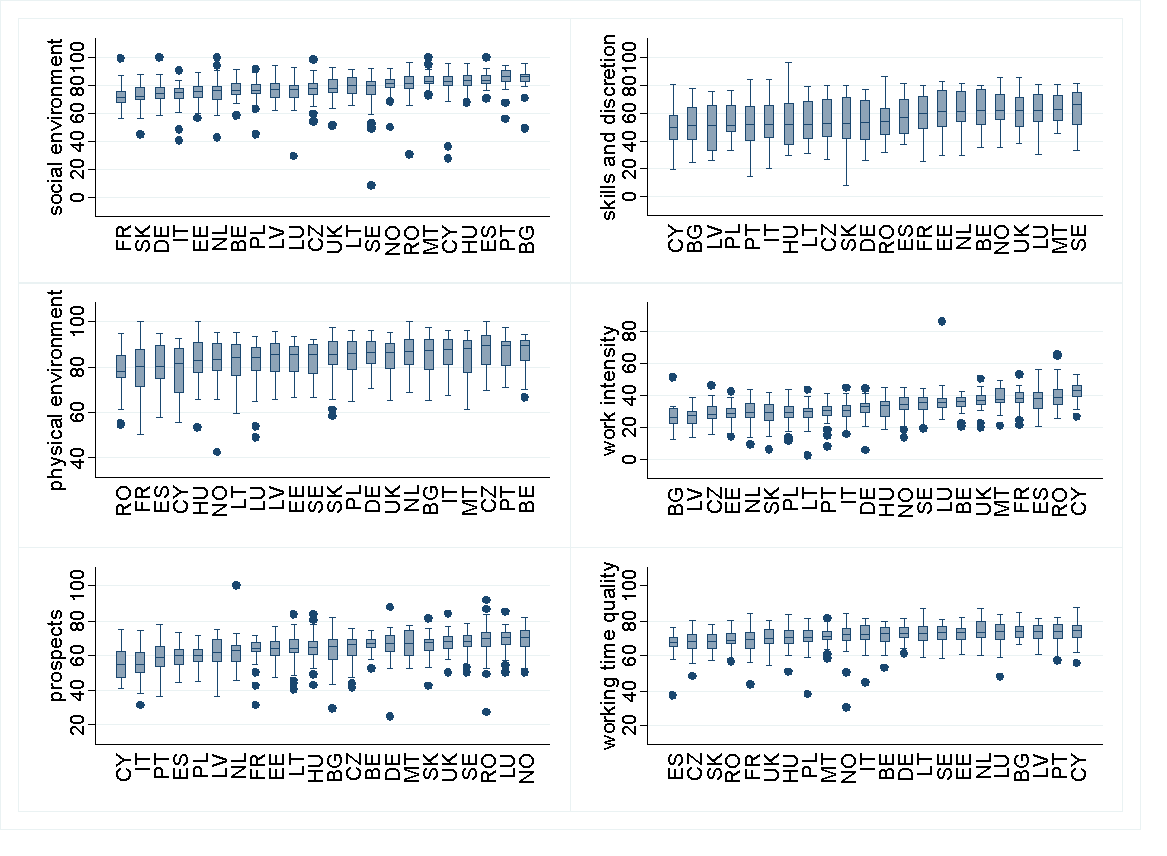 social environment
100
80
60
40
20
0
FR SK DE IT EE NL BE PL LV LU CZ UK LT SE NO RO MT CY HU ES PT BG
skills and discretion
100
80
60
40
20
0
CY BG LV PL PT IT HU LT CZ SK DE RO ES FR EE NL BE NO UK LU MT SE
physical environment
100
80
60
40
RO FR ES CY HU NO LT LU LV EE SE SK PL DE UK NL BG IT MT CZ PT BE
work intensity
80
60
40
20
0
BG LV CZ EE NL SK PL LT PT IT DE HU NO SE LU BE UK MT FR ES RO CY
prospects
100
80
60
40
20
CY IT PT ES PL LV NL FR EE LT HU BG CZ BE DE MT SK UK SE RO LU NO
working time quality
100
80
60
40
20
ES CZ SK RO FR UK HU PL MT NO IT BE DE LT SE EE NL LU BG LV PT CY